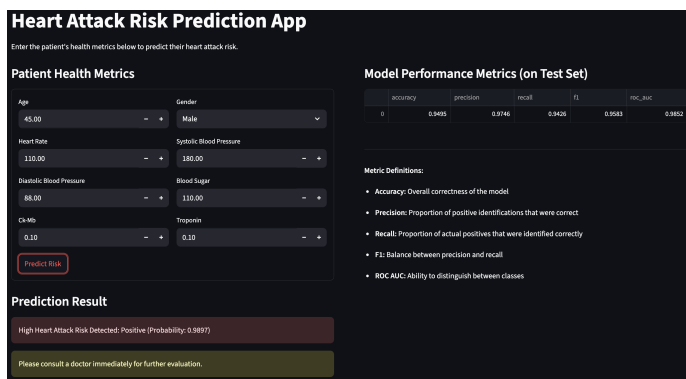 Heart Attack Risk Prediction App
Enter the patient's health metrics below to predict their heart attack risk.
Patient Health Metrics
Age
45.00
Gender
Male
Heart Rate
110.00
Systolic Blood Pressure
180.00
Diastolic Blood Pressure
88.00
Blood Sugar
110.00
Ck-Mb
0.10
Troponin
0.10
Predict Risk
Prediction Result
High Heart Attack Risk Detected: Positive (Probability: 0.9897)
Please consult a doctor immediately for further evaluation.
Model Performance Metrics (on Test Set)
accuracy precision recall f1 roc_auc
0 0.9495 0.9746 0.9426 0.9583 0.9852
Metric Definitions:
• Accuracy: Overall correctness of the model
• Precision: Proportion of positive identifications that were correct
• Recall: Proportion of actual positives that were identified correctly
• F1: Balance between precision and recall
• ROC AUC: Ability to distinguish between classes